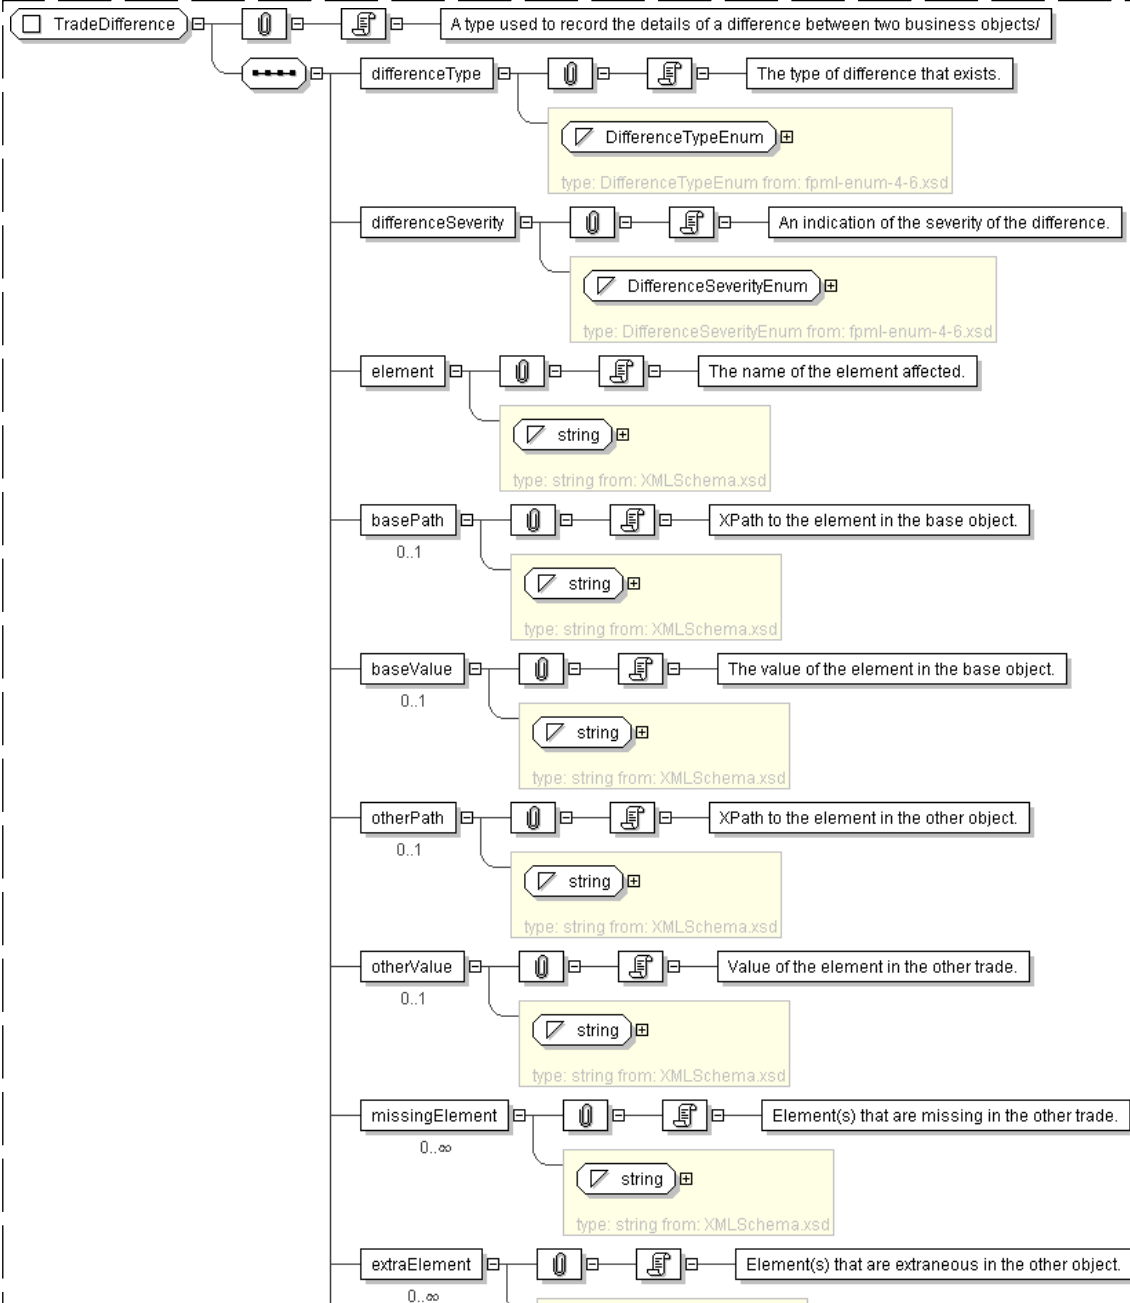 TradeDifference
A type used to record the details of a difference between two business objects/
differenceType
The type of difference that exists.
DifferenceTypeEnum
type: DifferenceTypeEnum from: fpml-enum-4-6.xsd
differenceSeverity
An indication of the severity of the difference.
DifferenceSeverityEnum
type: DifferenceSeverityEnum from: fpml-enum-4-6.xsd
element
The name of the element affected.
string
type: string from: XMLSchema.xsd
basePath
XPath to the element in the base object.
0..1
string
type: string from: XMLSchema.xsd
baseValue
The value of the element in the base object.
0..1
string
type: string from: XMLSchema.xsd
otherPath
XPath to the element in the other object.
0..1
string
type: string from: XMLSchema.xsd
otherValue
Value of the element in the other trade.
0..1
string
type: string from: XMLSchema.xsd
missingElement
Element(s) that are missing in the other trade.
0..∞
string
type: string from: XMLSchema.xsd
extraElement
Element(s) that are extraneous in the other object.
0..∞